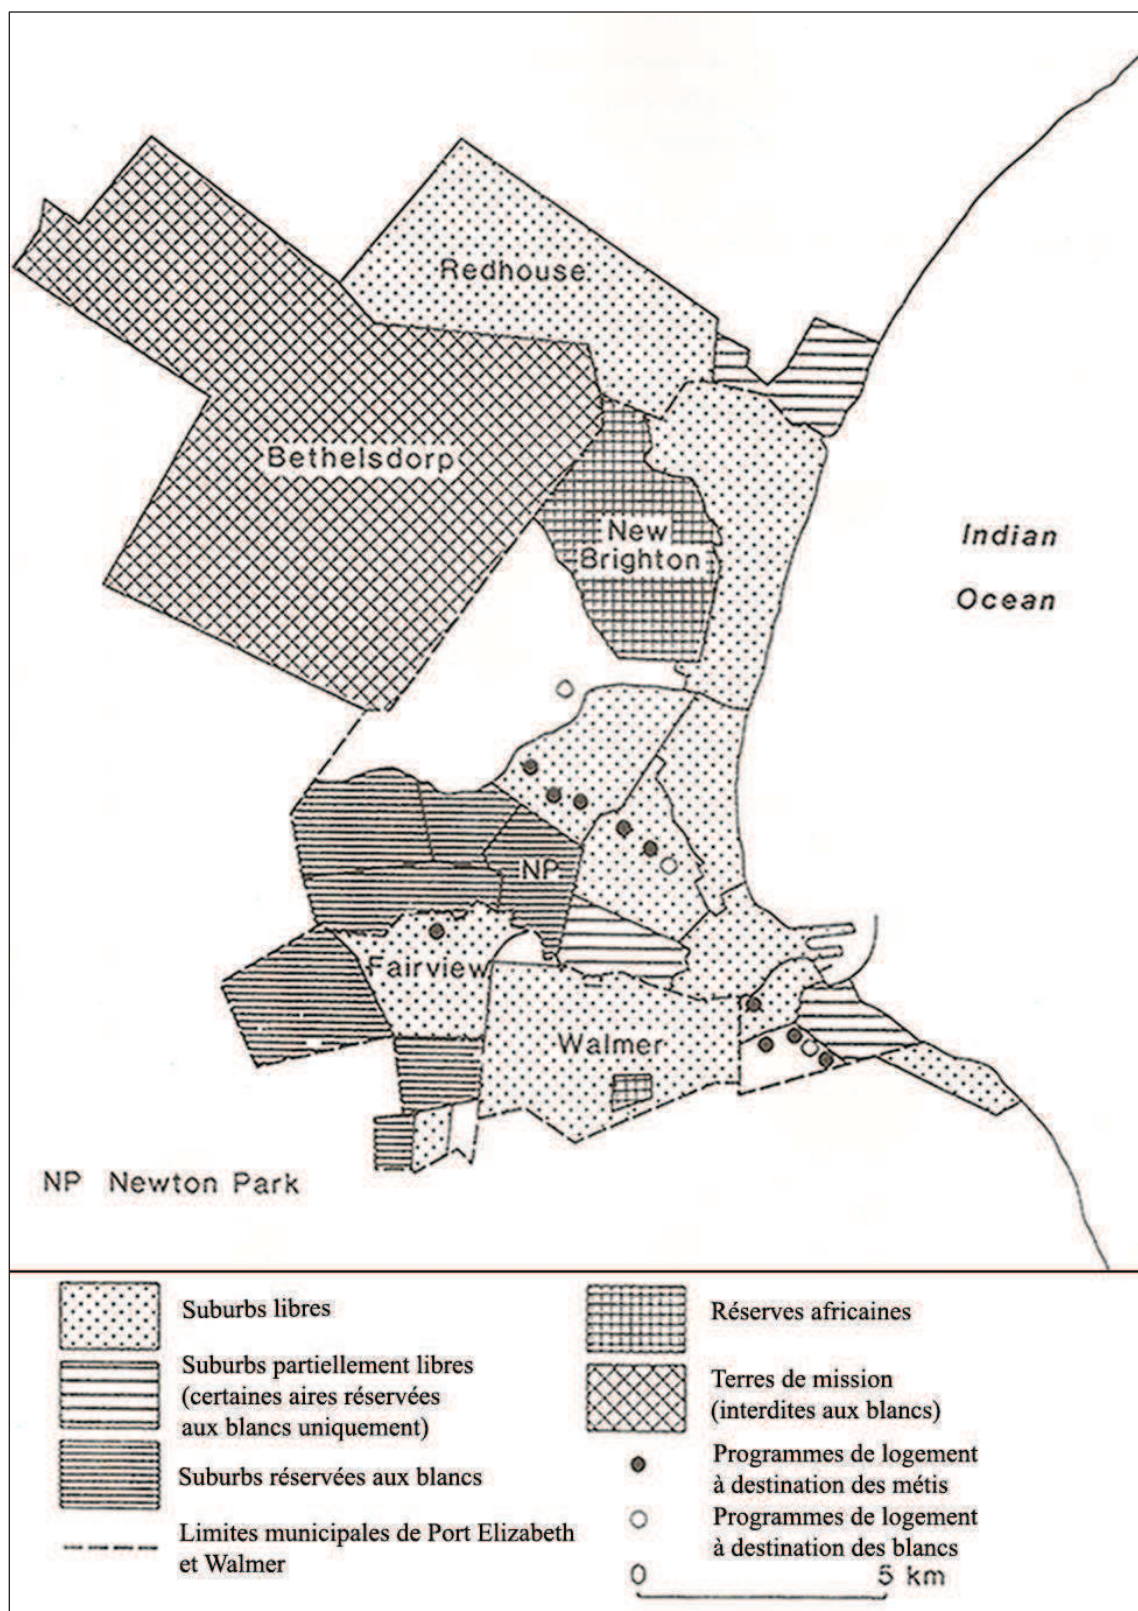 Redhouse
Bethelsdorp
New
Brighton
Indian
Ocean
NP
Fairview
Walmer
NP Newton Park
Suburbs libres
Suburbs partiellement libres
(certaines aires réservées
aux blancs uniquement)
Suburbs réservées aux blancs
Limites municipales de Port Elizabeth
et Walmer
Réserves africaines
Terres de mission
(interdites aux blancs)
Programmes de logement
à destination des métis
Programmes de logement
à destination des blancs
0 5 km